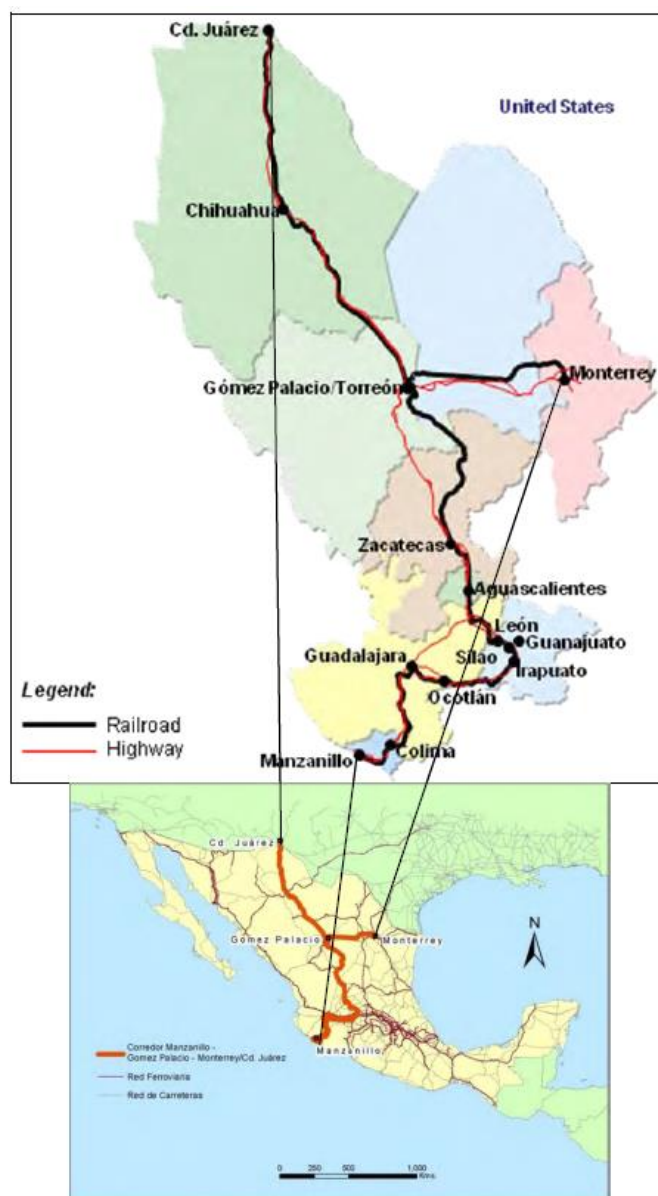 Cd. Juárez
United States
Chihuahua
Gómez Palacio/Torreón
Monterrey
Zacatecas
Aguascalientes
León
Guanajuato
Silao
Irapuato
Guadalajara
Ocotlán
Legend:
Railroad
Highway
Manzanillo
Colima
Cd. Juárez
N
Gomez Palacio
Monterrey
Corredor Manzanillo -
Gomez Palacio - Monterrey/Cd. Juárez
Manzanillo
Red Ferroviaria
Red de Carreteras
0 250 500 1,000
Kms.